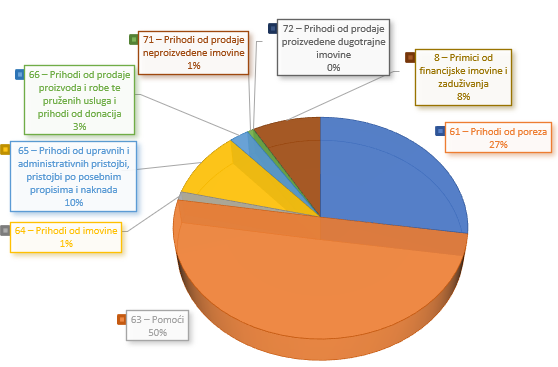 71 – Prihodi od prodaje
neproizvedene imovine
1%
72 – Prihodi od prodaje
proizvedene dugotrajne
imovine
0%
8 – Primici od
financijske imovine i
zaduživanja
8%
66 – Prihodi od prodaje
proizvoda i robe te
pruženih usluga i
prihodi od donacija
3%
61 – Prihodi od poreza
27%
65 – Prihodi od upravnih i
administrativnih pristojbi,
pristojbi po posebnim
propisima i naknada
10%
64 – Prihodi od imovine
1%
63 – Pomoći
50%